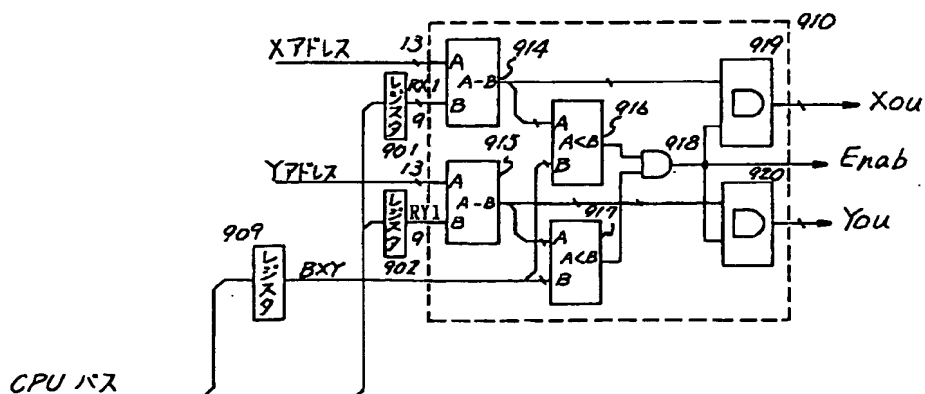 910
919
X アドレス
13
914
A
A-B
B
レジスタ
RX1
9
901
916
A
A<B
B
918
Xou
915
Yアドレス
13
A
A-B
B
Enab
920
レジスタ
RY1
9
902
917
A
A<B
B
You
909
レジスタ
BXY
CPU バス